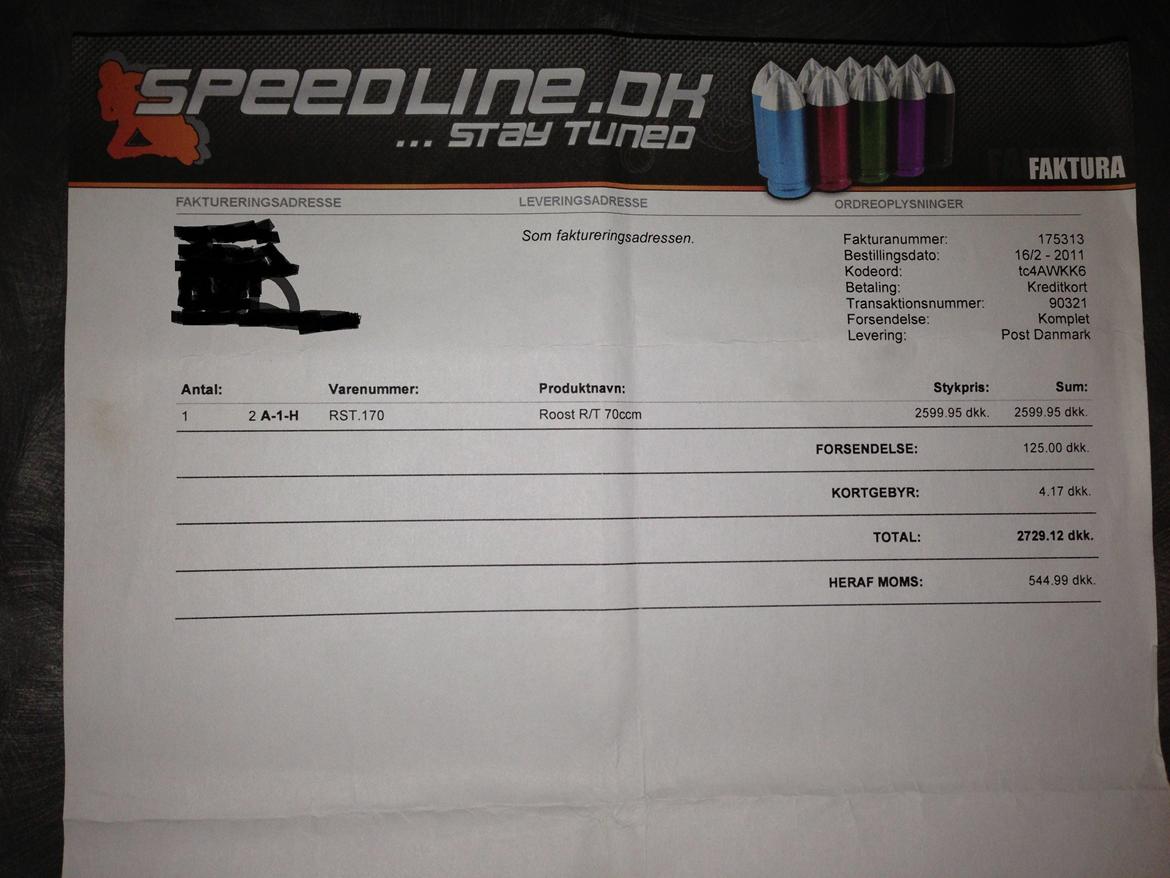 SPEEDLINE.DK
... STAY TUNED
FAKTURA
FAKTURERINGSADRESSE LEVERINGSADRESSE ORDREOPLYSNINGER
Som faktureringsadressen.
Fakturanummer: 175313
Bestillingsdato: 16/2 - 2011
Kodeord: tc4AWKK6
Betaling: Kreditkort
Transaktionsnummer: 90321
Forsendelse: Komplet
Levering: Post Danmark
Antal: Varenummer: Produktnavn: Stykpris: Sum:
1 2 A-1-H RST.170 Roost R/T 70ccm 2599.95 dkk. 2599.95 dkk.
FORSENDELSE: 125.00 dkk.
KORTGEBYR: 4.17 dkk.
TOTAL: 2729.12 dkk.
HERAF MOMS: 544.99 dkk.